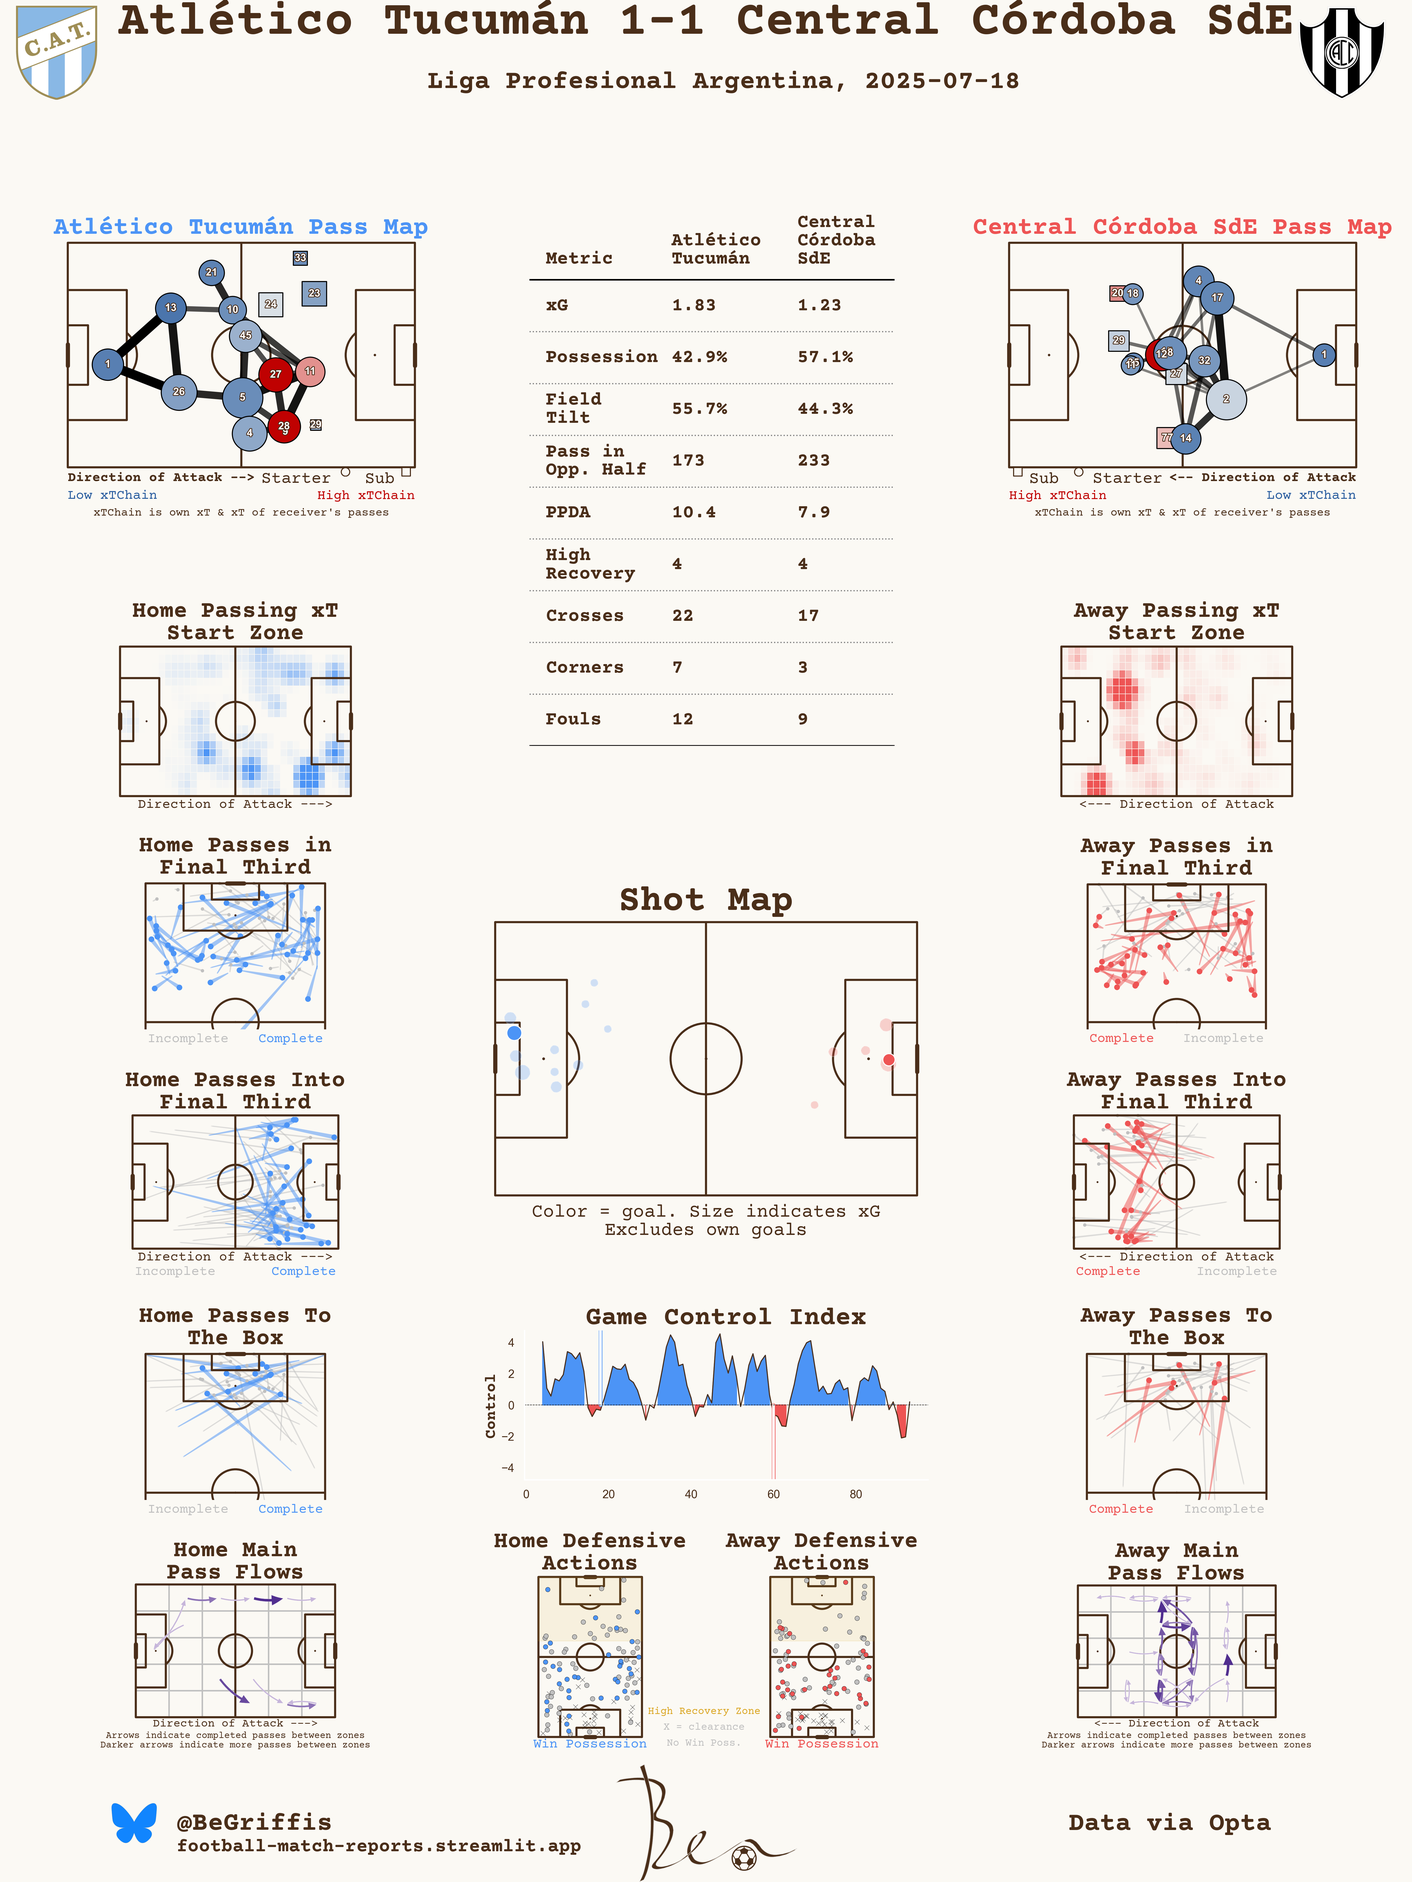 Atlético Tucumán 1-1 Central Córdoba SdE
Liga Profesional Argentina, 2025-07-18
C.A.T.
Atlético Tucumán Pass Map
33
21
23
24
13
10
45
1
27
11
26
5
28
29
4
Direction of Attack --> Starter Sub
Low xTChain High xTChain
xTChain is own xT & xT of receiver's passes
Metric Atlético Tucumán Central Córdoba SdE
xG 1.83 1.23
Possession 42.9% 57.1%
Field Tilt 55.7% 44.3%
Pass in Opp. Half 173 233
PPDA 10.4 7.9
High Recovery 4 4
Crosses 22 17
Corners 7 3
Fouls 12 9
Central Córdoba SdE Pass Map
4
20 18
17
29
12
32
1
27
2
77 14
Sub Starter <-- Direction of Attack
High xTChain Low xTChain
xTChain is own xT & xT of receiver's passes
Home Passing xT
Start Zone
Direction of Attack --->
Away Passing xT
Start Zone
<--- Direction of Attack
Home Passes in
Final Third
Incomplete Complete
Away Passes in
Final Third
Complete Incomplete
Shot Map
Color = goal. Size indicates xG
Excludes own goals
Home Passes Into
Final Third
Direction of Attack --->
Incomplete Complete
Away Passes Into
Final Third
<--- Direction of Attack
Complete Incomplete
Home Passes To
The Box
Incomplete Complete
Game Control Index
Control
4
2
0
−2
−4
0 20 40 60 80
Away Passes To
The Box
Complete Incomplete
Home Main
Pass Flows
Direction of Attack --->
Arrows indicate completed passes between zones
Darker arrows indicate more passes between zones
Home Defensive
Actions
Win Possession
Away Defensive
Actions
Win Possession
High Recovery Zone
X = clearance
No Win Poss.
Away Main
Pass Flows
<--- Direction of Attack
Arrows indicate completed passes between zones
Darker arrows indicate more passes between zones
@BeGriffis
football-match-reports.streamlit.app
Ben
Data via Opta